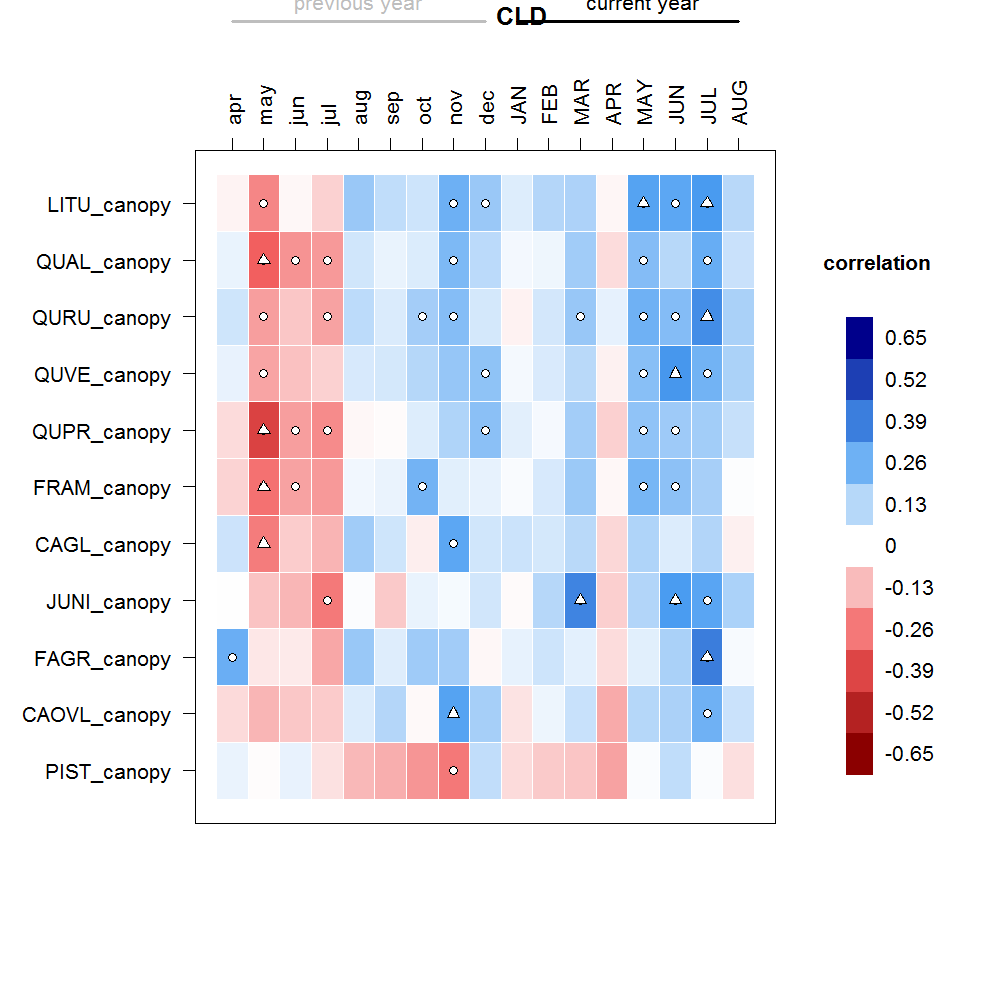 previous year
CLD
current year
apr may jun jul aug sep oct nov dec JAN FEB MAR APR MAY JUN JUL AUG
LITU_canopy
QUAL_canopy
QURU_canopy
QUVE_canopy
QUPR_canopy
FRAM_canopy
CAGL_canopy
JUNI_canopy
FAGR_canopy
CAOVL_canopy
PIST_canopy
correlation
0.65
0.52
0.39
0.26
0.13
0
-0.13
-0.26
-0.39
-0.52
-0.65